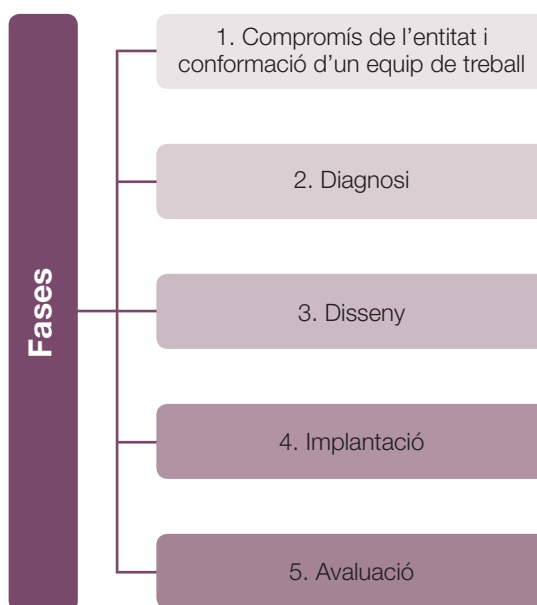 Fases
1. Compromís de l’entitat i
conformació d’un equip de treball
2. Diagnosi
3. Disseny
4. Implantació
5. Avaluació